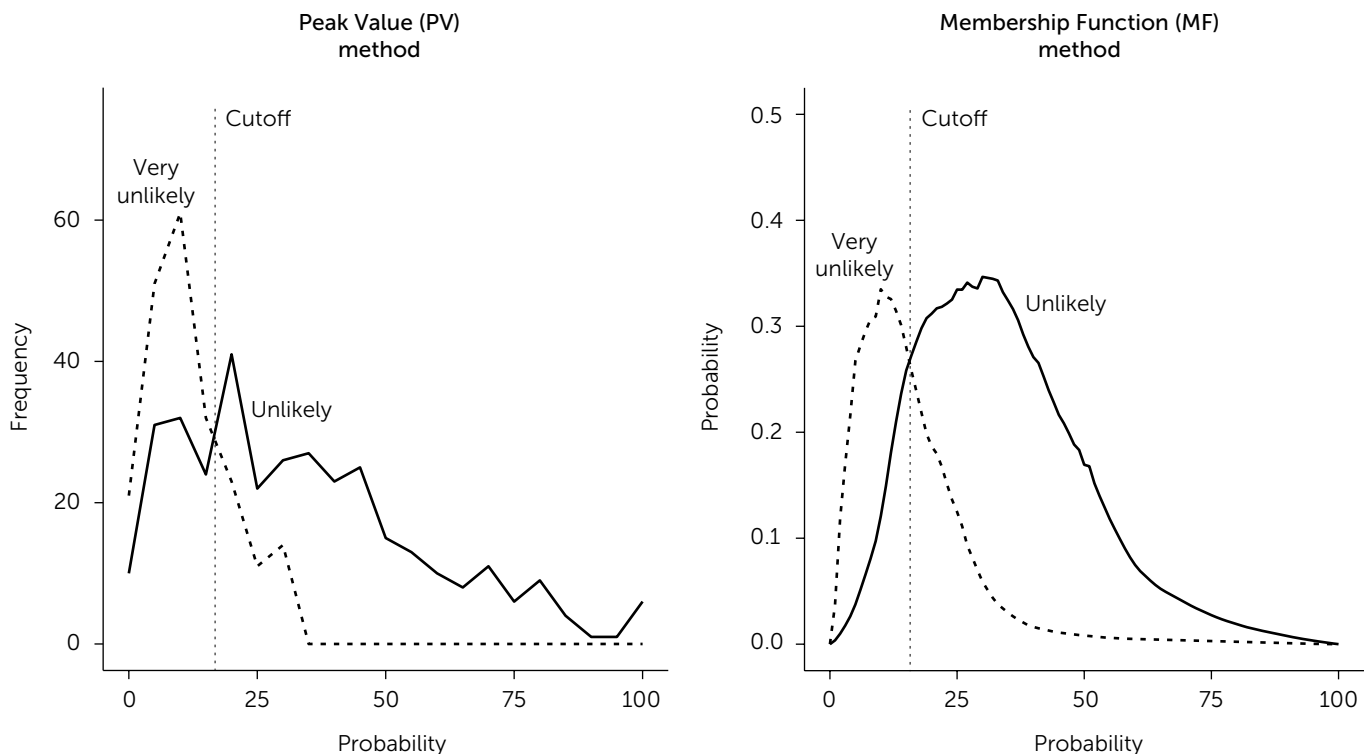 Peak Value (PV)
method
Cutoff
Very
unlikely
Unlikely
Frequency
60
40
20
0
0 25 50 75 100
Probability
Membership Function (MF)
method
Cutoff
Very
unlikely
Unlikely
Probability
0.5
0.4
0.3
0.2
0.1
0.0
0 25 50 75 100
Probability